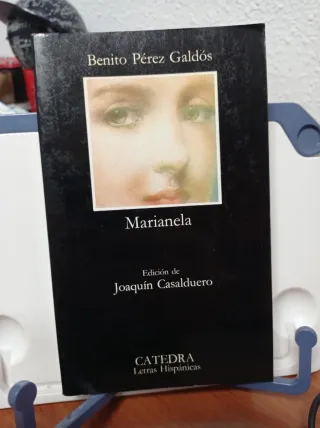 Benito Pérez Galdós
Marianela
Edición de
Joaquín Casalduero
CATEDRA
Letras Hispánicas